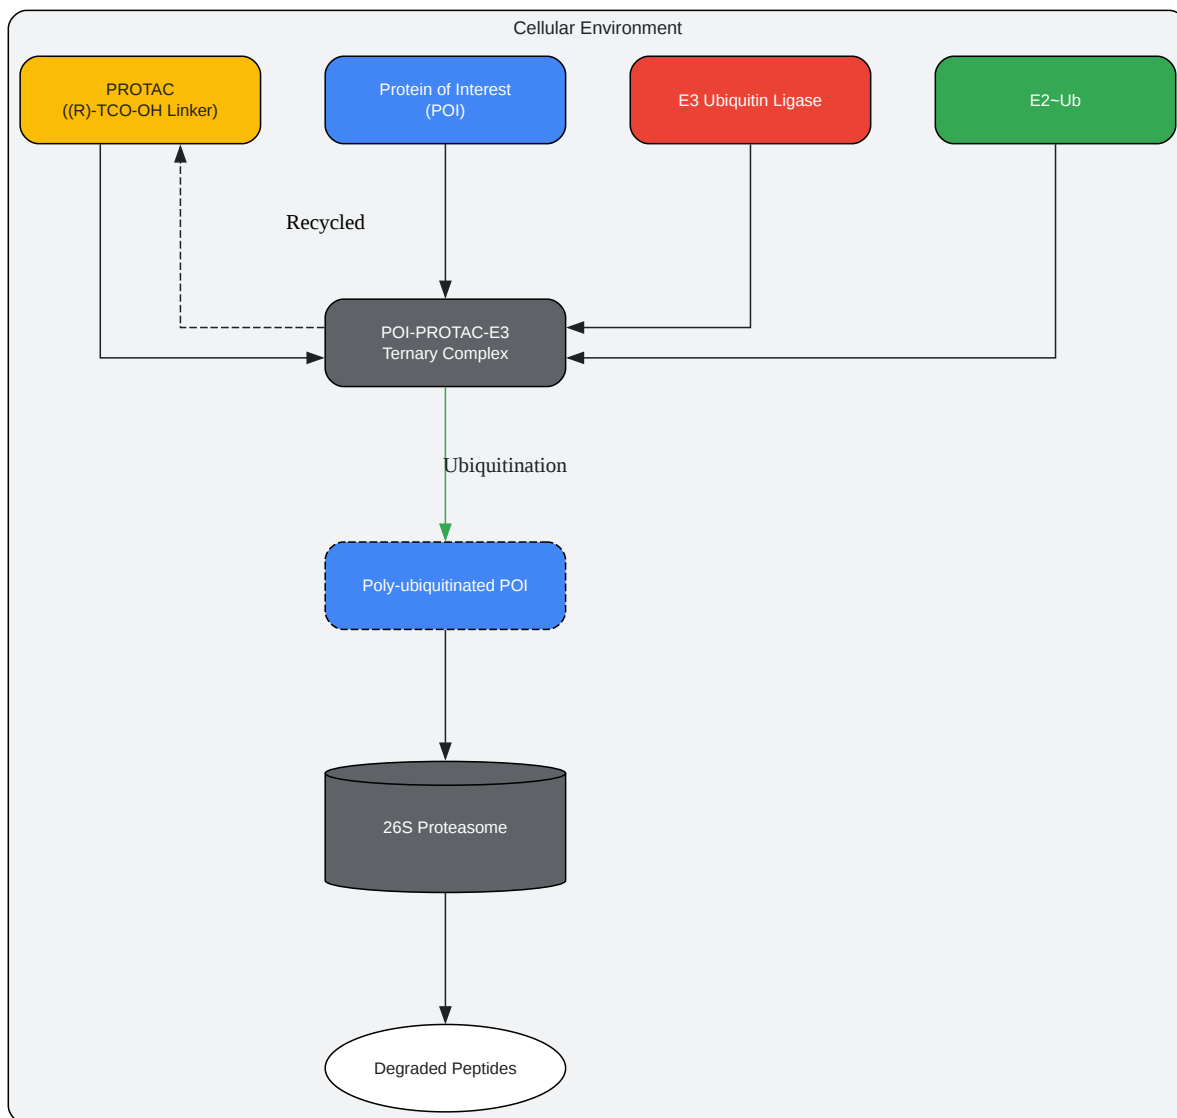 Cellular Environment
PROTAC
((R)-TCO-OH Linker)
Protein of Interest
(POI)
E3 Ubiquitin Ligase
E2~Ub
Recycled
POI-PROTAC-E3
Ternary Complex
Ubiquitination
Poly-ubiquitinated POI
26S Proteasome
Degraded Peptides